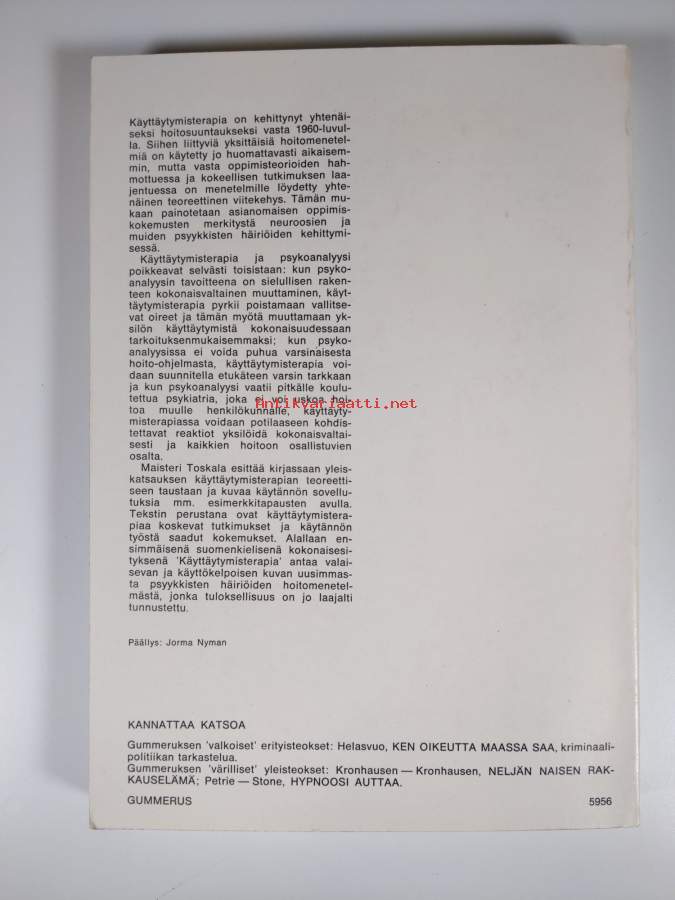 Käyttäytymisterapia on kehittynyt yhtenäi-
seksi hoitosuuntaukseksi vasta 1960-luvul-
la. Siihen liittyviä yksittäisiä hoitomenetel-
miä on käytetty jo huomattavasti aikaisem-
min, mutta vasta oppimisteorioiden hah-
mottuessa ja kokeellisen tutkimuksen laa-
jentuessa on menetelmille löydetty yhte-
näinen teoreettinen viitekehys. Tämän mu-
kaan painotetaan asianomaisen oppimis-
kokemusten merkitystä neuroosien ja
muiden psyykkisten häiriöiden kehittymi-
sessä.
Käyttäytymisterapia ja psykoanalyysi
poikkeavat selvästi toisistaan: kun psyko-
analyysin tavoitteena on sielullisen raken-
teen kokonaisvaltainen muuttaminen, käyt-
täytymisterapia pyrkii poistamaan vallitse-
vat oireet ja tämän myötä muuttamaan yk-
silön käyttäytymistä kokonaisuudessaan
tarkoituksenmukaisemmaksi; kun psyko-
analyysissa ei voida puhua varsinaisesta
hoito-ohjelmasta, käyttäytymisterapia voi-
daan suunnitella etukäteen varsin tarkkaan
ja kun psykoanalyysi vaatii pitkälle koulu-
tettua psykiatria, joka ei voi uskoa hoi-
toa muulle henkilökunnalle, käyttäyty-
misterapiassa voidaan potilaaseen kohdis-
tettavat reaktiot yksilöidä kokonaisvaltai-
sesti ja kaikkien hoitoon osallistuvien
osalta.
Maisteri Toskala esittää kirjassaan yleis-
katsauksen käyttäytymisterapian teoreetti-
seen taustaan ja kuvaa käytännön sovellu-
tuksia mm. esimerkkitapausten avulla.
Tekstin perustana ovat käyttäytymistera-
piaa koskevat tutkimukset ja käytännön
työstä saadut kokemukset. Alallaan en-
simmäisenä suomenkielisenä kokonaisesi-
tyksenä 'Käyttäytymisterapia' antaa valai-
sevan ja käyttökelpoisen kuvan uusimmas-
ta psyykkisten häiriöiden hoitomenetel-
mästä, jonka tuloksellisuus on jo laajalti
tunnustettu.
Antikvariaatti.net
Päällys: Jorma Nyman
KANNATTAA KATSOA
Gummeruksen 'valkoiset' erityisteokset: Helasvuo, KEN OIKEUTTA MAASSA SAA, kriminaali-
politiikan tarkastelua.
Gummeruksen 'värilliset' yleisteokset: Kronhausen — Kronhausen, NELJÄN NAISEN RAK-
KAUSELÄMÄ; Petrie — Stone, HYPNOOSI AUTTAA.
GUMMERUS 5956